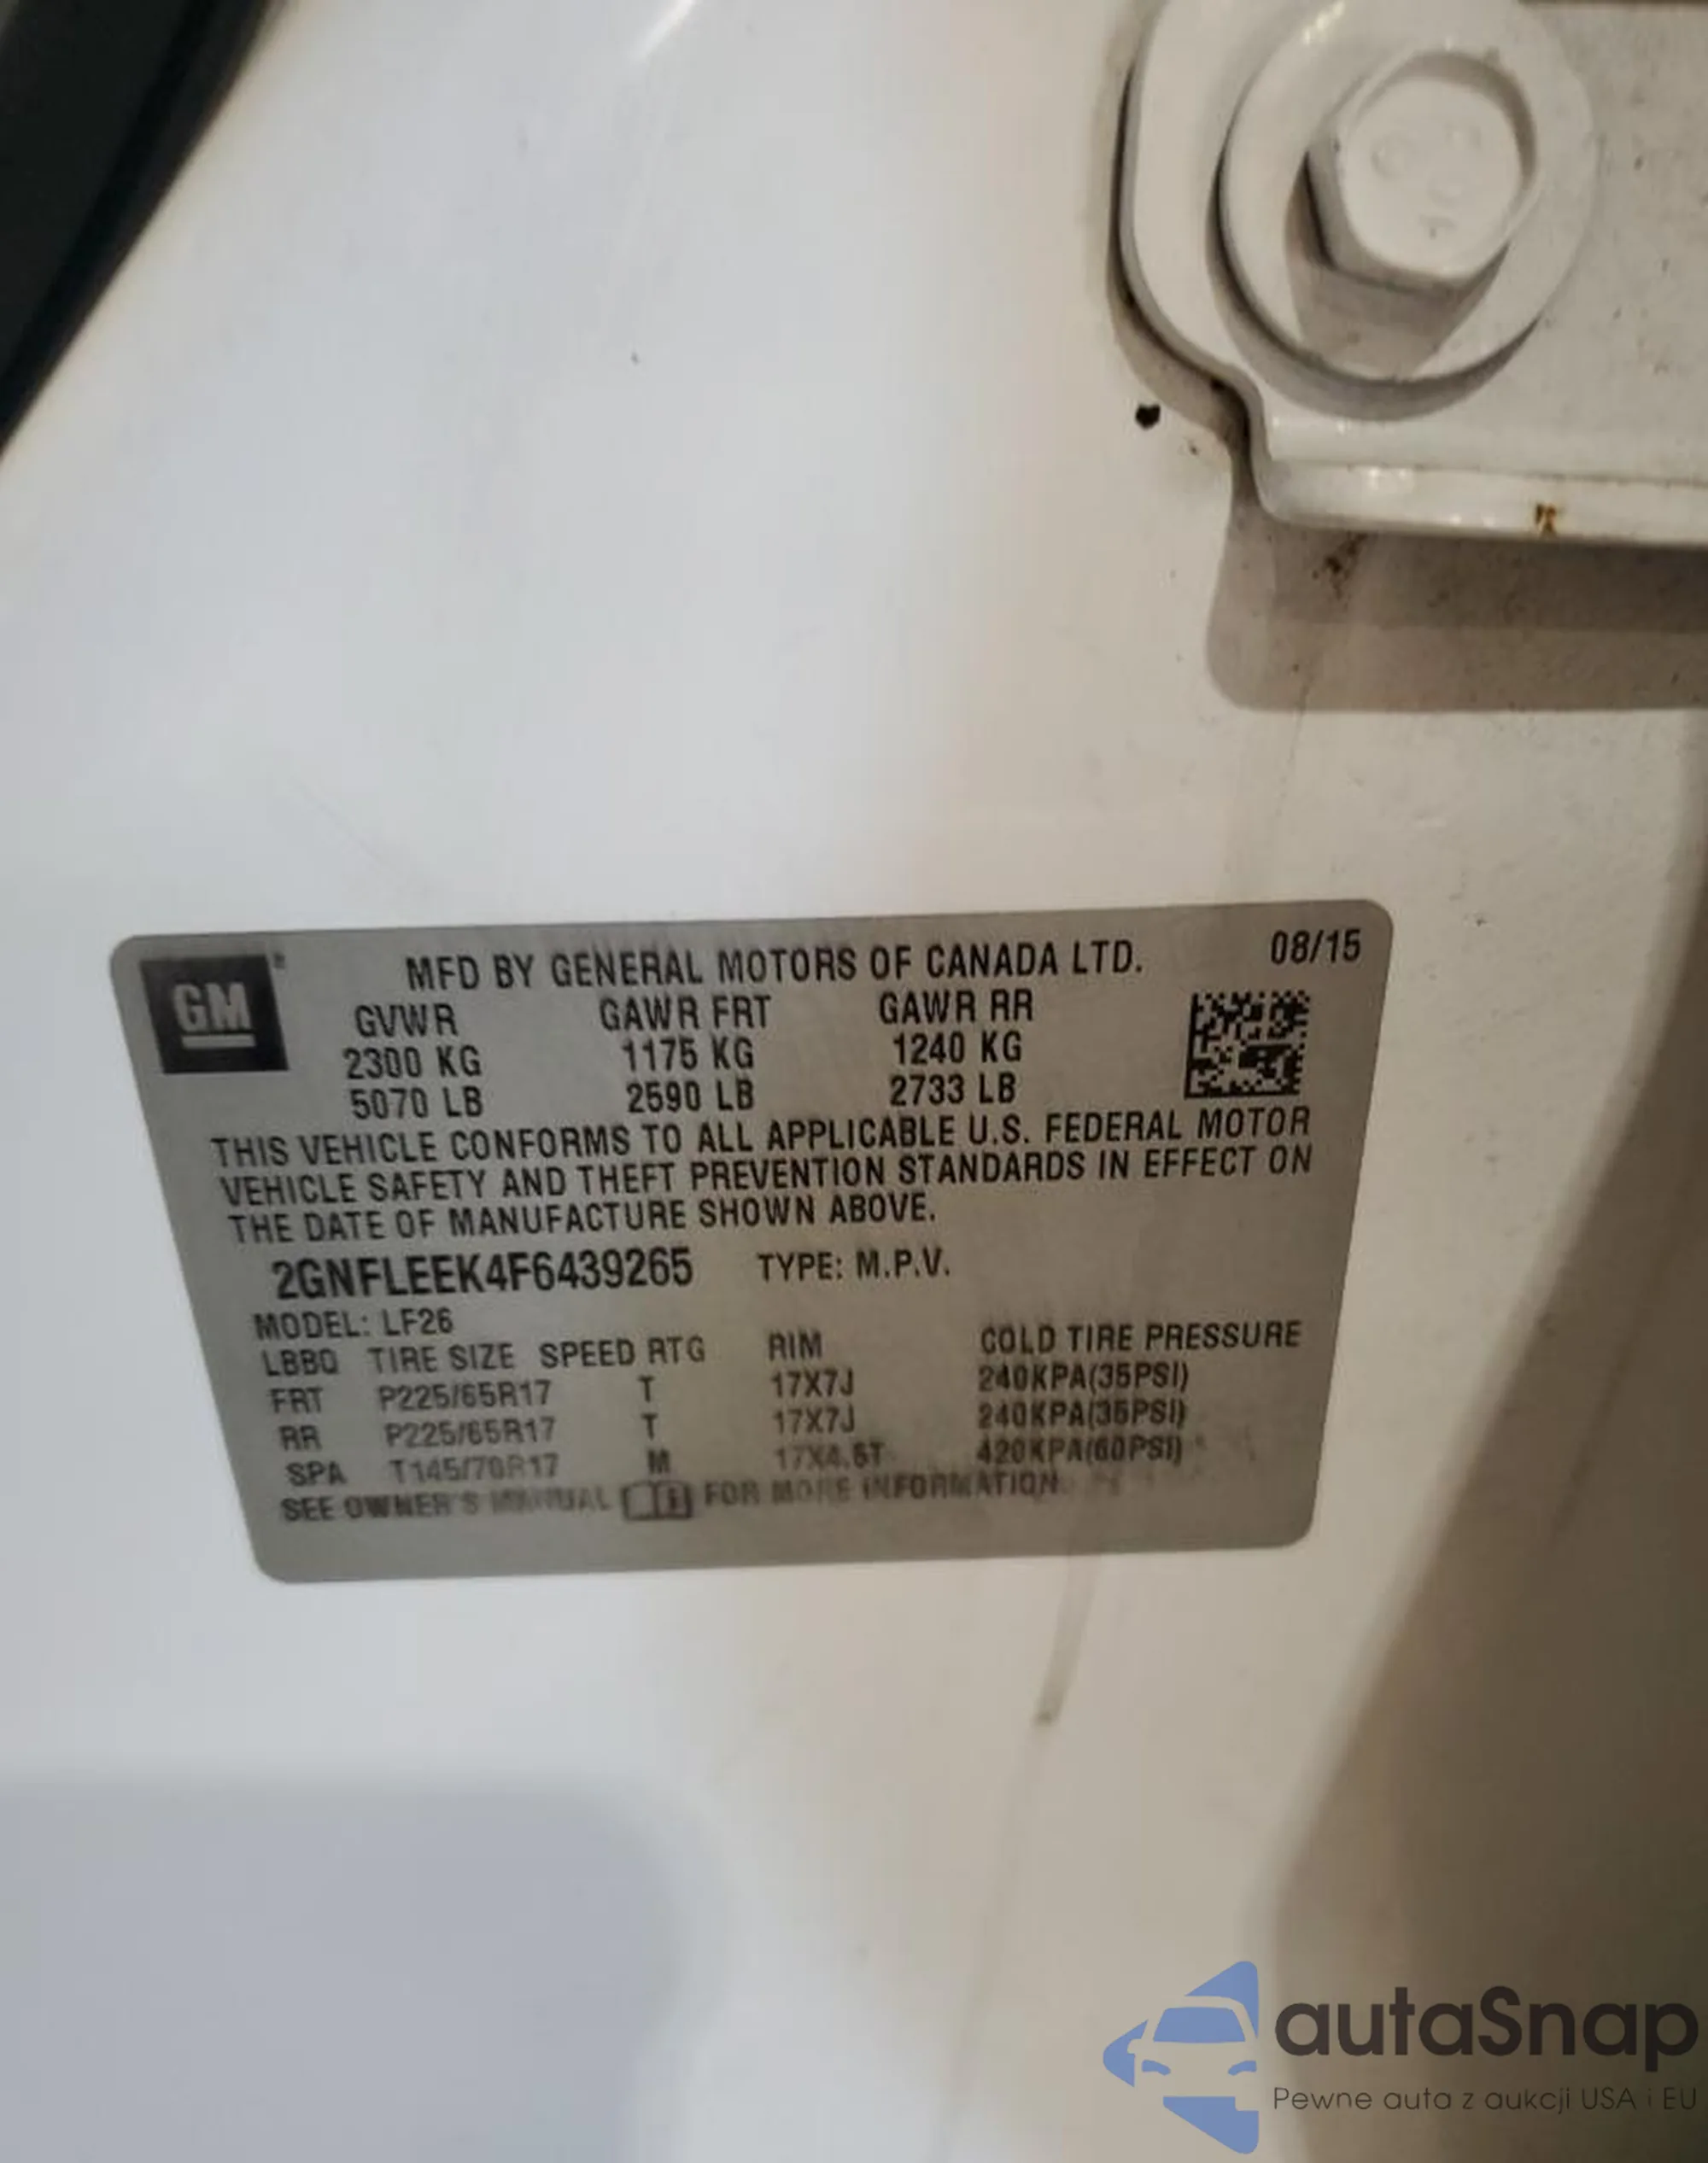 GM®
MFD BY GENERAL MOTORS OF CANADA LTD. 08/15
GVWR GAWR FRT GAWR RR
2300 KG 1175 KG 1240 KG
5070 LB 2590 LB 2733 LB
THIS VEHICLE CONFORMS TO ALL APPLICABLE U.S. FEDERAL MOTOR
VEHICLE SAFETY AND THEFT PREVENTION STANDARDS IN EFFECT ON
THE DATE OF MANUFACTURE SHOWN ABOVE.
2GNFLEEK4F6439265 TYPE: M.P.V.
MODEL: LF26
LBBQ TIRE SIZE SPEED RTG RIM COLD TIRE PRESSURE
FRT P225/65R17 T 17X7J 240KPA(35PSI)
RR P225/65R17 T 17X7J 240KPA(35PSI)
SPA T145/70R17 M 17X4.5T 420KPA(60PSI)
SEE OWNER'S MANUAL FOR MORE INFORMATION
autaSnap
Pewne auta z aukcji USA i EU